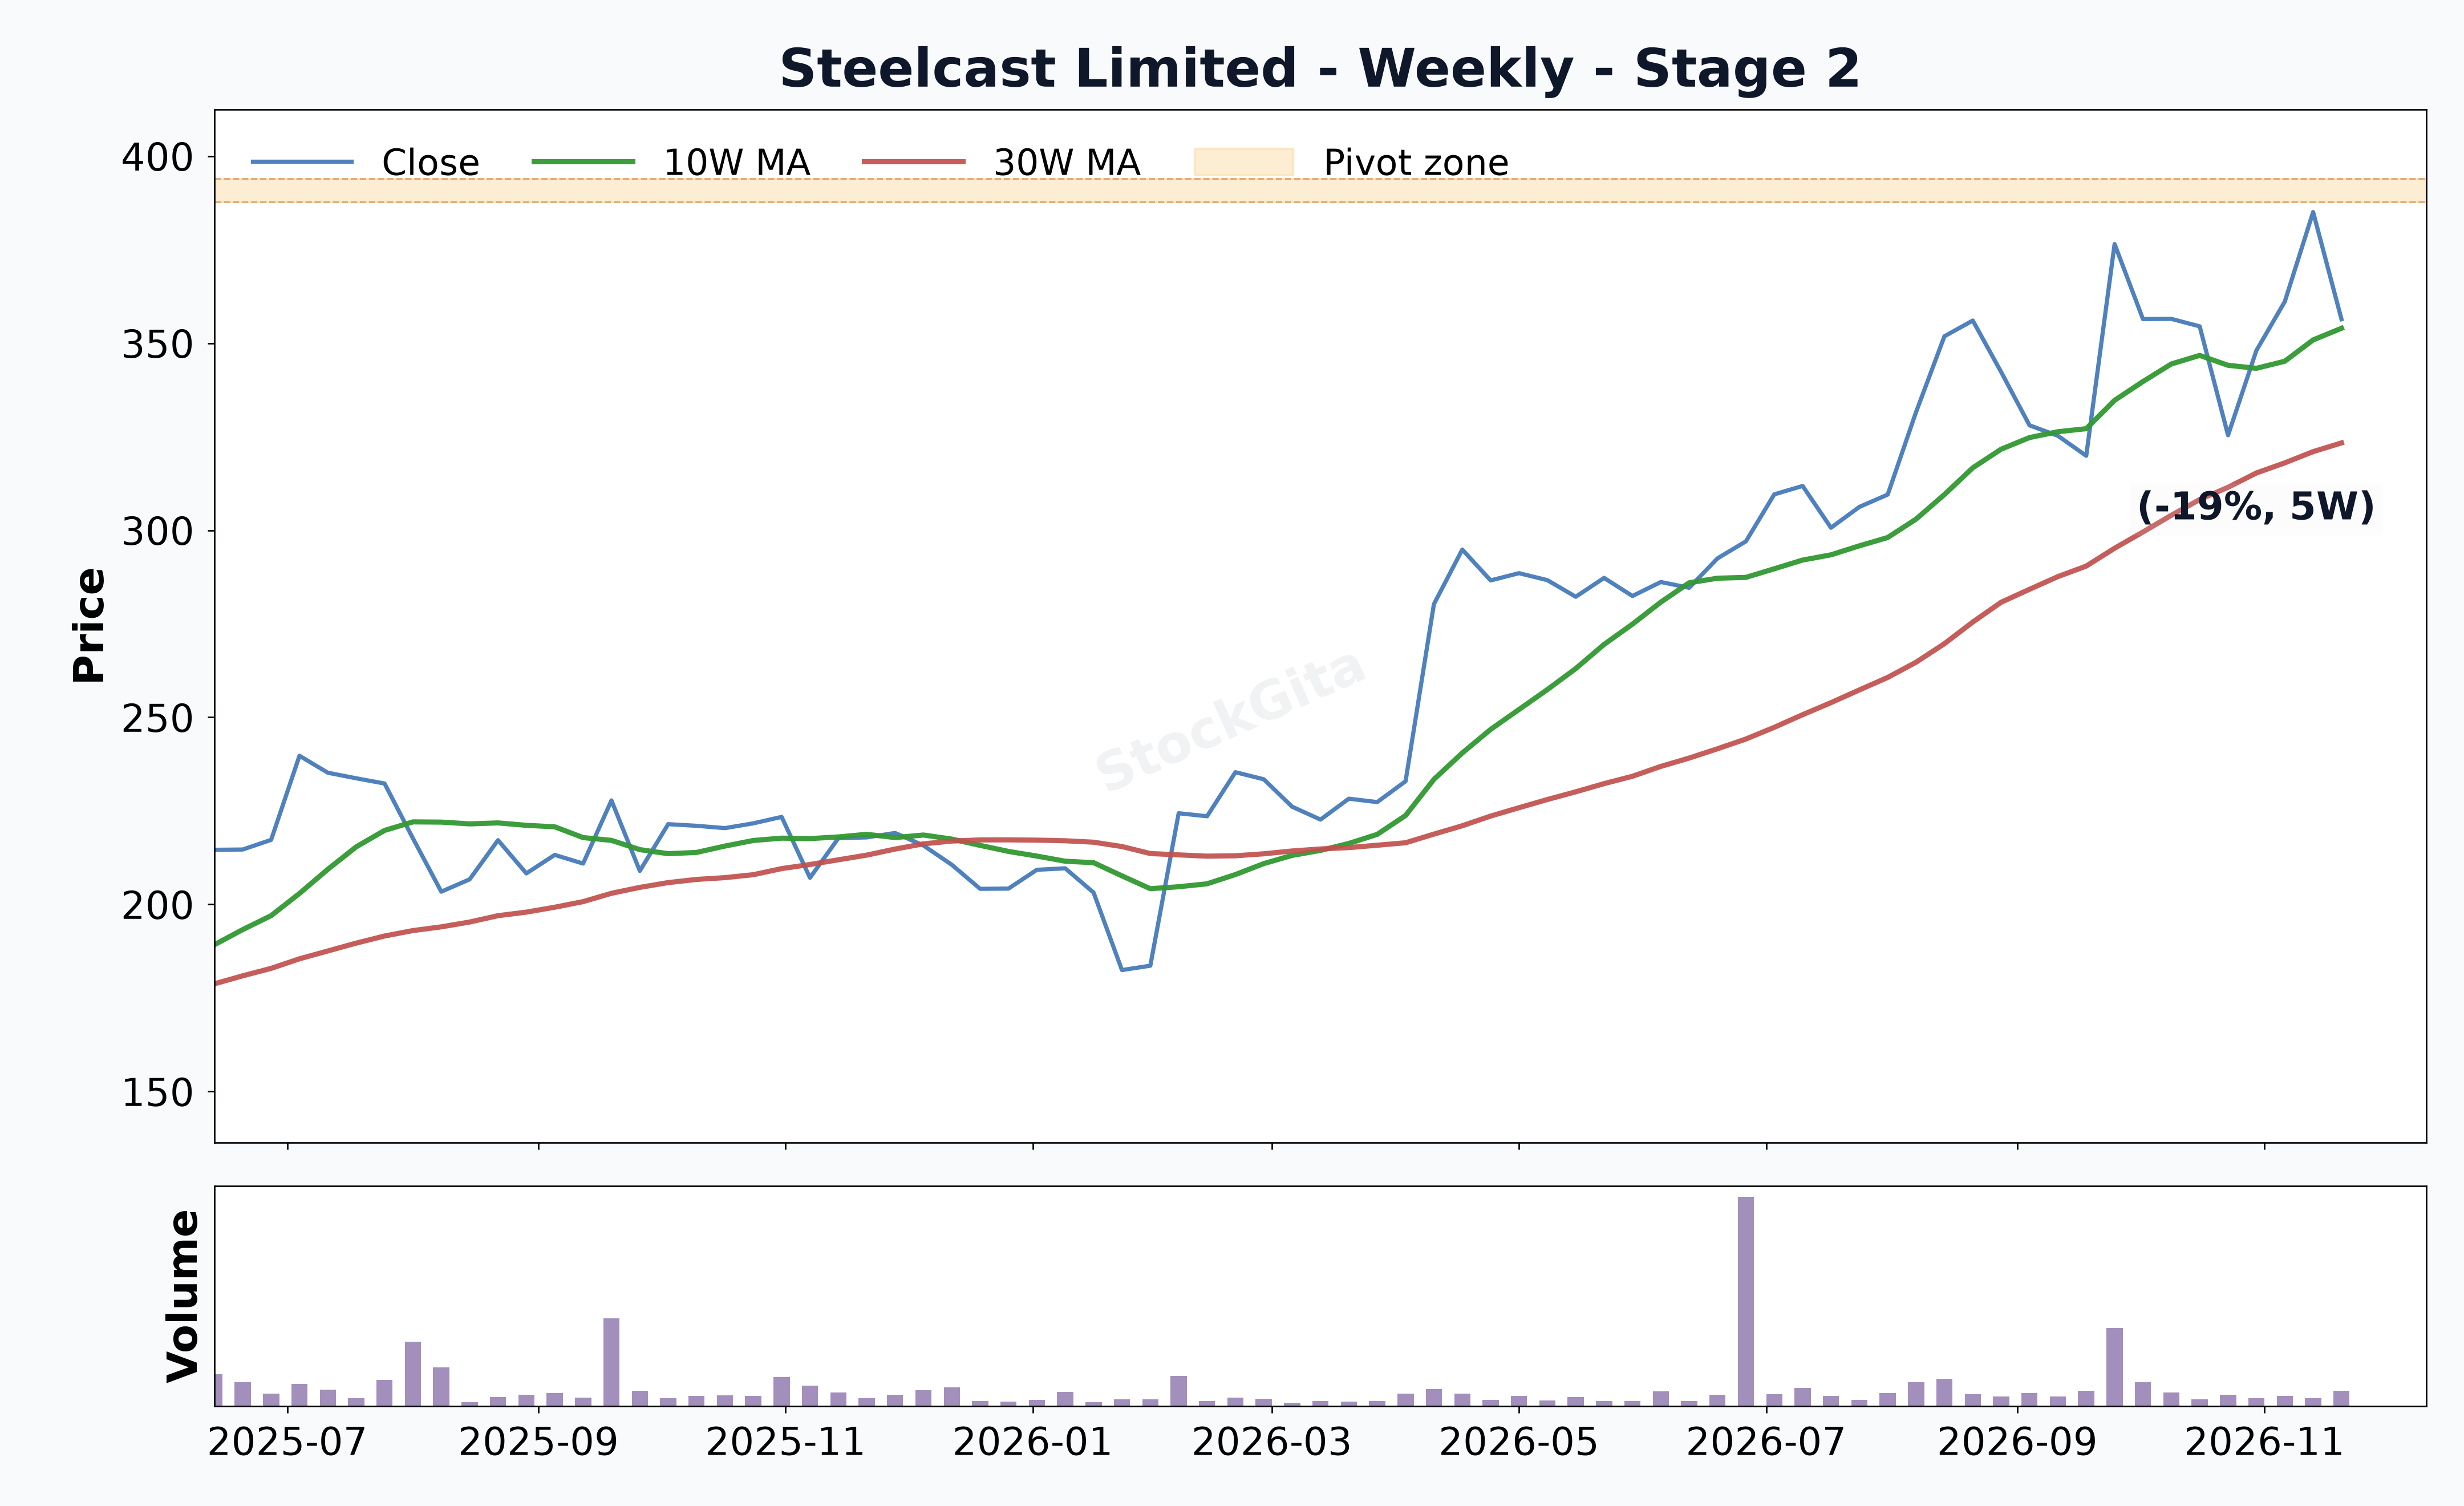 Steelcast Limited - Weekly - Stage 2
Close 10W MA 30W MA Pivot zone
400
350
300
250
200
150
Price
(-19%, 5W)
StockGita
Volume
2025-07 2025-09 2025-11 2026-01 2026-03 2026-05 2026-07 2026-09 2026-11